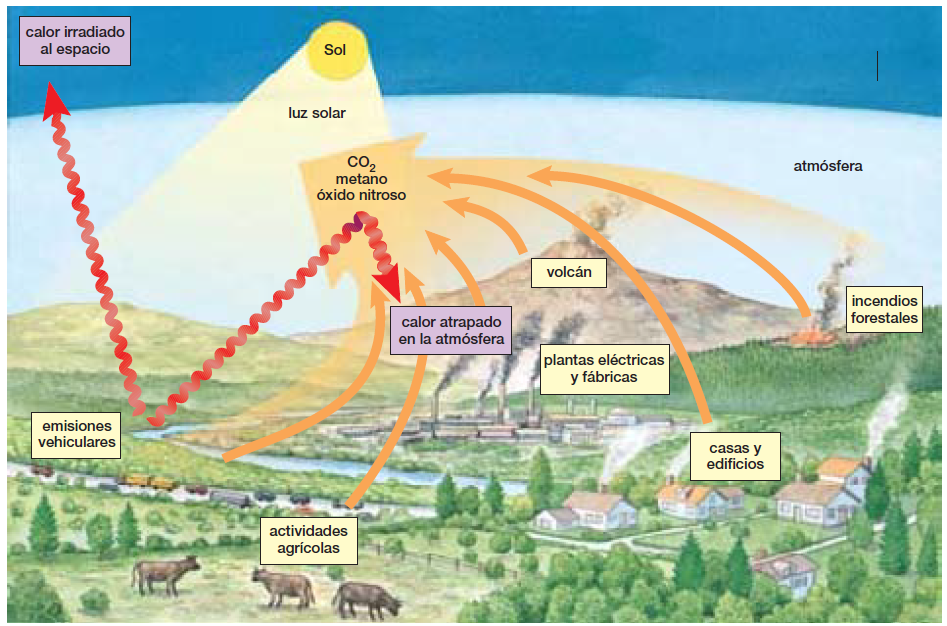 calor irradiado
al espacio
Sol
luz solar
CO₂
metano
óxido nitroso
atmósfera
volcán
incendios
forestales
calor atrapado
en la atmósfera
plantas eléctricas
y fábricas
emisiones
vehiculares
casas y
edificios
actividades
agrícolas